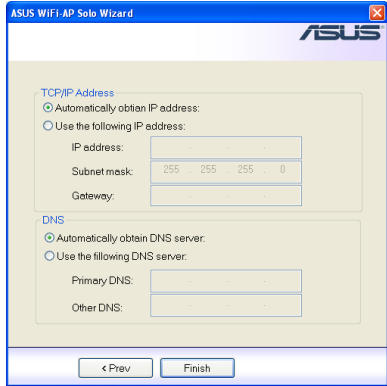 ASUS WiFi-AP Solo Wizard
ASUS
TCP/IP Address
Automatically obtian IP address:
Use the following IP address:
IP address:
Subnet mask: 255 . 255 . 255 . 0
Gateway:
DNS
Automatically obtain DNS server:
Use the fillowing DNS server:
Primary DNS:
Other DNS:
< Prev Finish